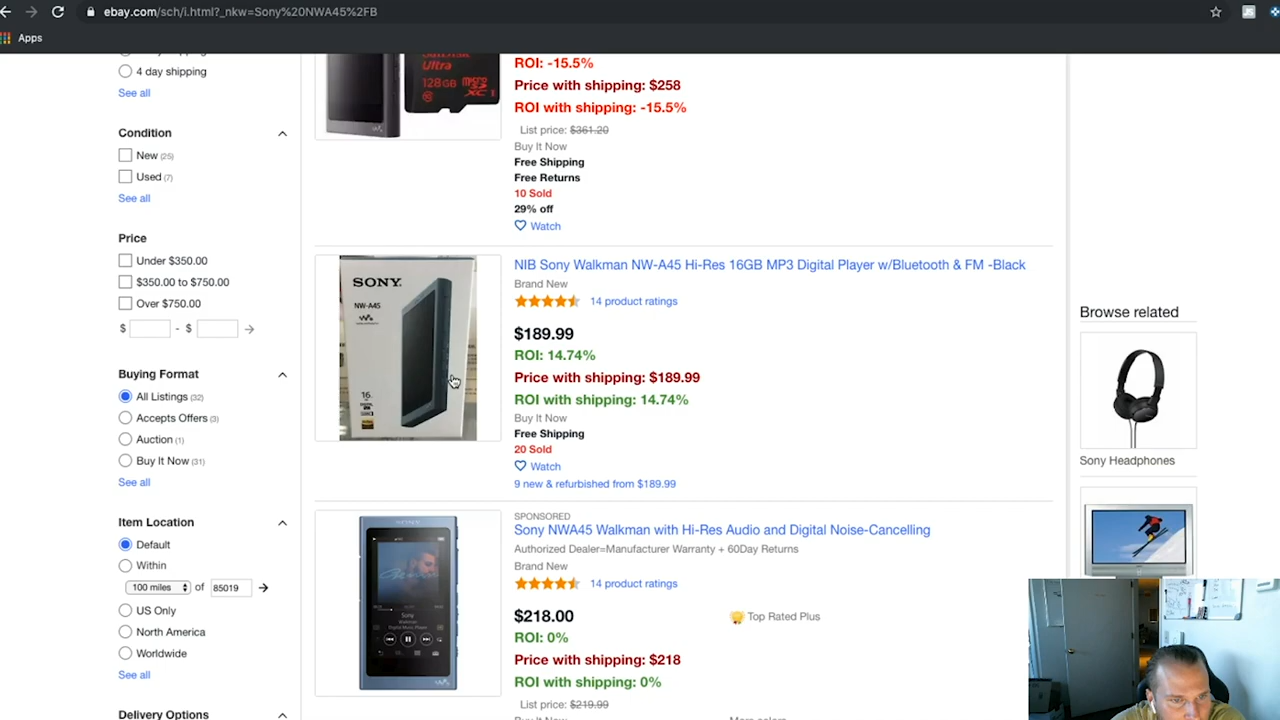 ebay.com/sch/i.html?_nkw=Sony%20NWA45%2FB
Apps
4 day shipping
See all
Condition
New (25)
Used (7)
See all
Price
Under $350.00
$350.00 to $750.00
Over $750.00
$ - $
Buying Format
All Listings (32)
Accepts Offers (3)
Auction (1)
Buy It Now (31)
See all
Item Location
Default
Within
100 miles of 85019
US Only
North America
Worldwide
See all
Delivery Options
Ultra
128GB
ROI: -15.5%
Price with shipping: $258
ROI with shipping: -15.5%
List price: $361.20
Buy It Now
Free Shipping
Free Returns
10 Sold
29% off
Watch
SONY
NW-A45
16
NIB Sony Walkman NW-A45 Hi-Res 16GB MP3 Digital Player w/Bluetooth & FM -Black
Brand New
14 product ratings
$189.99
ROI: 14.74%
Price with shipping: $189.99
ROI with shipping: 14.74%
Buy It Now
Free Shipping
20 Sold
Watch
9 new & refurbished from $189.99
SONY
SPONSORED
Sony NWA45 Walkman with Hi-Res Audio and Digital Noise-Cancelling
Authorized Dealer=Manufacturer Warranty + 60Day Returns
Brand New
14 product ratings
$218.00
Top Rated Plus
ROI: 0%
Price with shipping: $218
ROI with shipping: 0%
List price: $219.99
Browse related
Sony Headphones